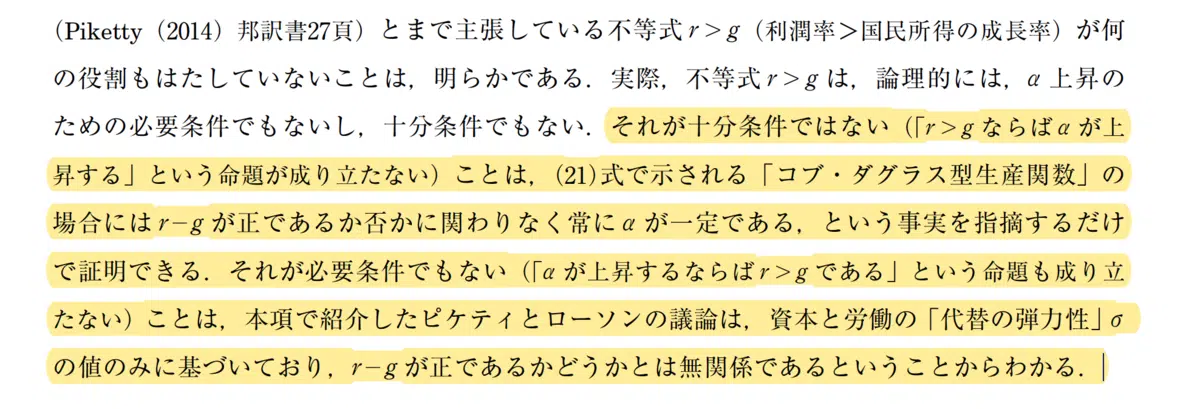 (Piketty（2014）邦訳書27頁）とまで主張している不等式r＞g（利潤率＞国民所得の成長率）が何
の役割もはたしていないことは，明らかである．実際，不等式r＞gは，論理的には，α上昇の
ための必要条件でもないし，十分条件でもない．それが十分条件ではない（「r＞gならばαが上
昇する」という命題が成り立たない）ことは，(21)式で示される「コブ・ダグラス型生産関数」の
場合にはr−gが正であるか否かに関わりなく常にαが一定である，という事実を指摘するだけ
で証明できる．それが必要条件でもない（「αが上昇するならばr＞gである」という命題も成り立
たない）ことは，本項で紹介したピケティとローソンの議論は，資本と労働の「代替の弾力性」σ
の値のみに基づいており，r−gが正であるかどうかとは無関係であるということからわかる．